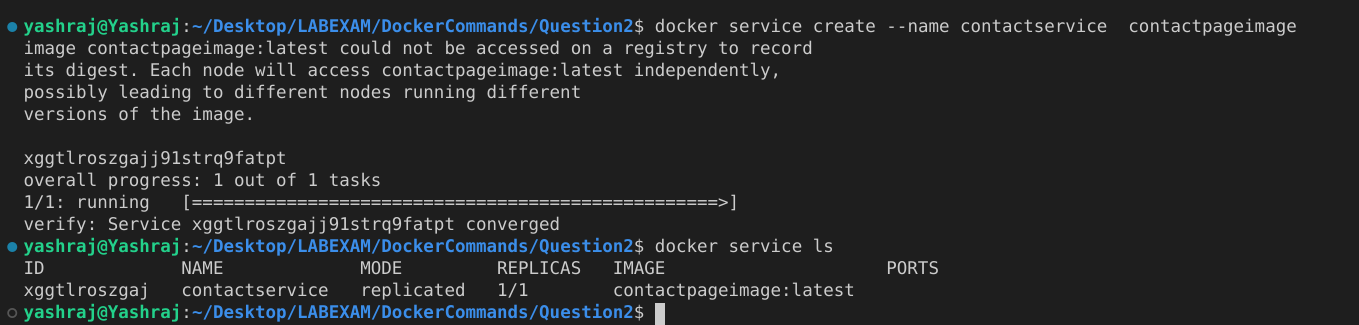 yashraj@Yashraj:~/Desktop/LABEXAM/DockerCommands/Question2$ docker service create --name contactservice  contactpageimage
image contactpageimage:latest could not be accessed on a registry to record
its digest. Each node will access contactpageimage:latest independently,
possibly leading to different nodes running different
versions of the image.

xggtlroszgajj91strq9fatpt
overall progress: 1 out of 1 tasks
1/1: running   [==================================================>]
verify: Service xggtlroszgajj91strq9fatpt converged
yashraj@Yashraj:~/Desktop/LABEXAM/DockerCommands/Question2$ docker service ls
ID             NAME             MODE         REPLICAS   IMAGE                     PORTS
xggtlroszgaj   contactservice   replicated   1/1        contactpageimage:latest
yashraj@Yashraj:~/Desktop/LABEXAM/DockerCommands/Question2$